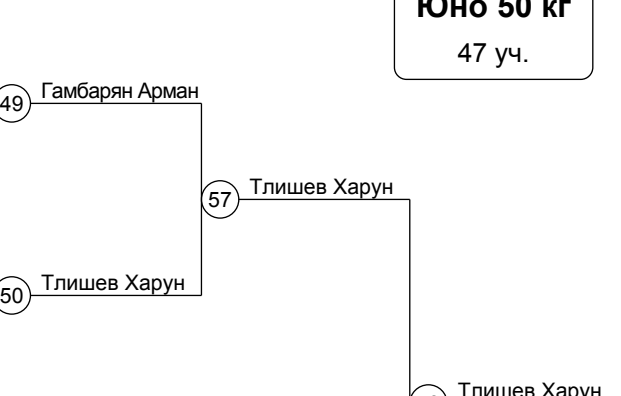 Юно 50 кг
47 уч.
49 Гамбарян Арман
57 Тлишев Харун
50 Тлишев Харун
Тлишев Харун